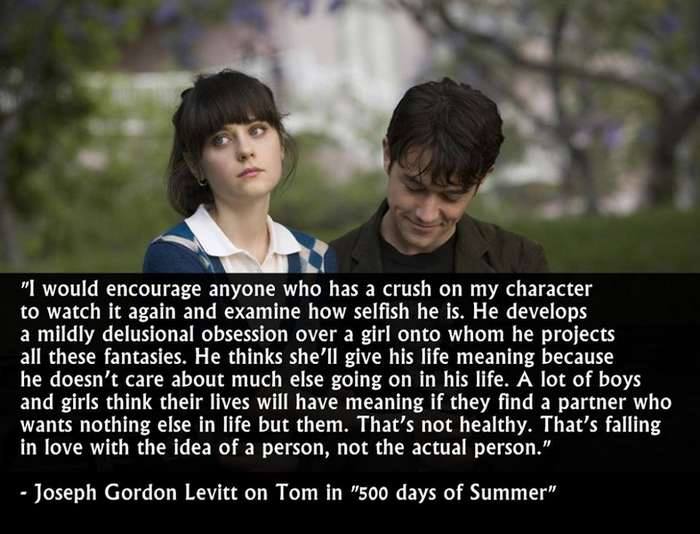 "I would encourage anyone who has a crush on my character
to watch it again and examine how selfish he is. He develops
a mildly delusional obsession over a girl onto whom he projects
all these fantasies. He thinks she'll give his life meaning because
he doesn't care about much else going on in his life. A lot of boys
and girls think their lives will have meaning if they find a partner who
wants nothing else in life but them. That's not healthy. That's falling
in love with the idea of a person, not the actual person."
- Joseph Gordon Levitt on Tom in "500 days of Summer"